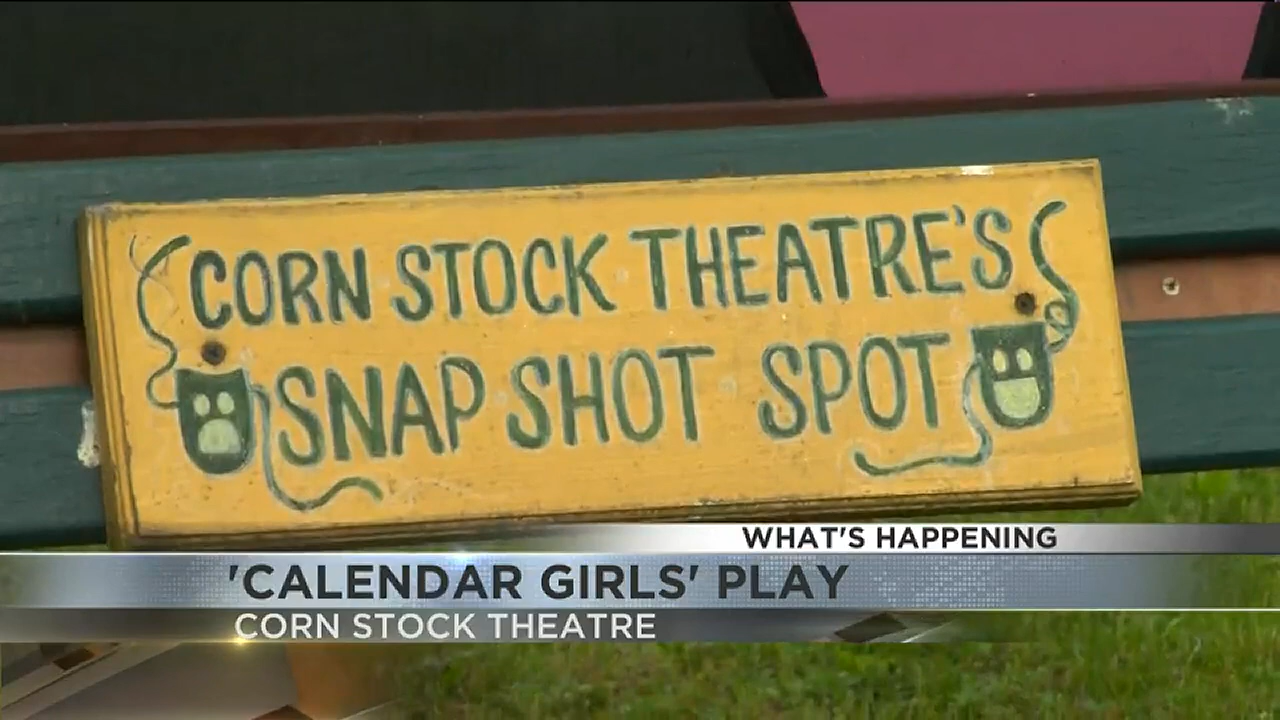 CORN STOCK THEATRE'S
SNAP SHOT SPOT
WHAT'S HAPPENING
'CALENDAR GIRLS' PLAY
CORN STOCK THEATRE